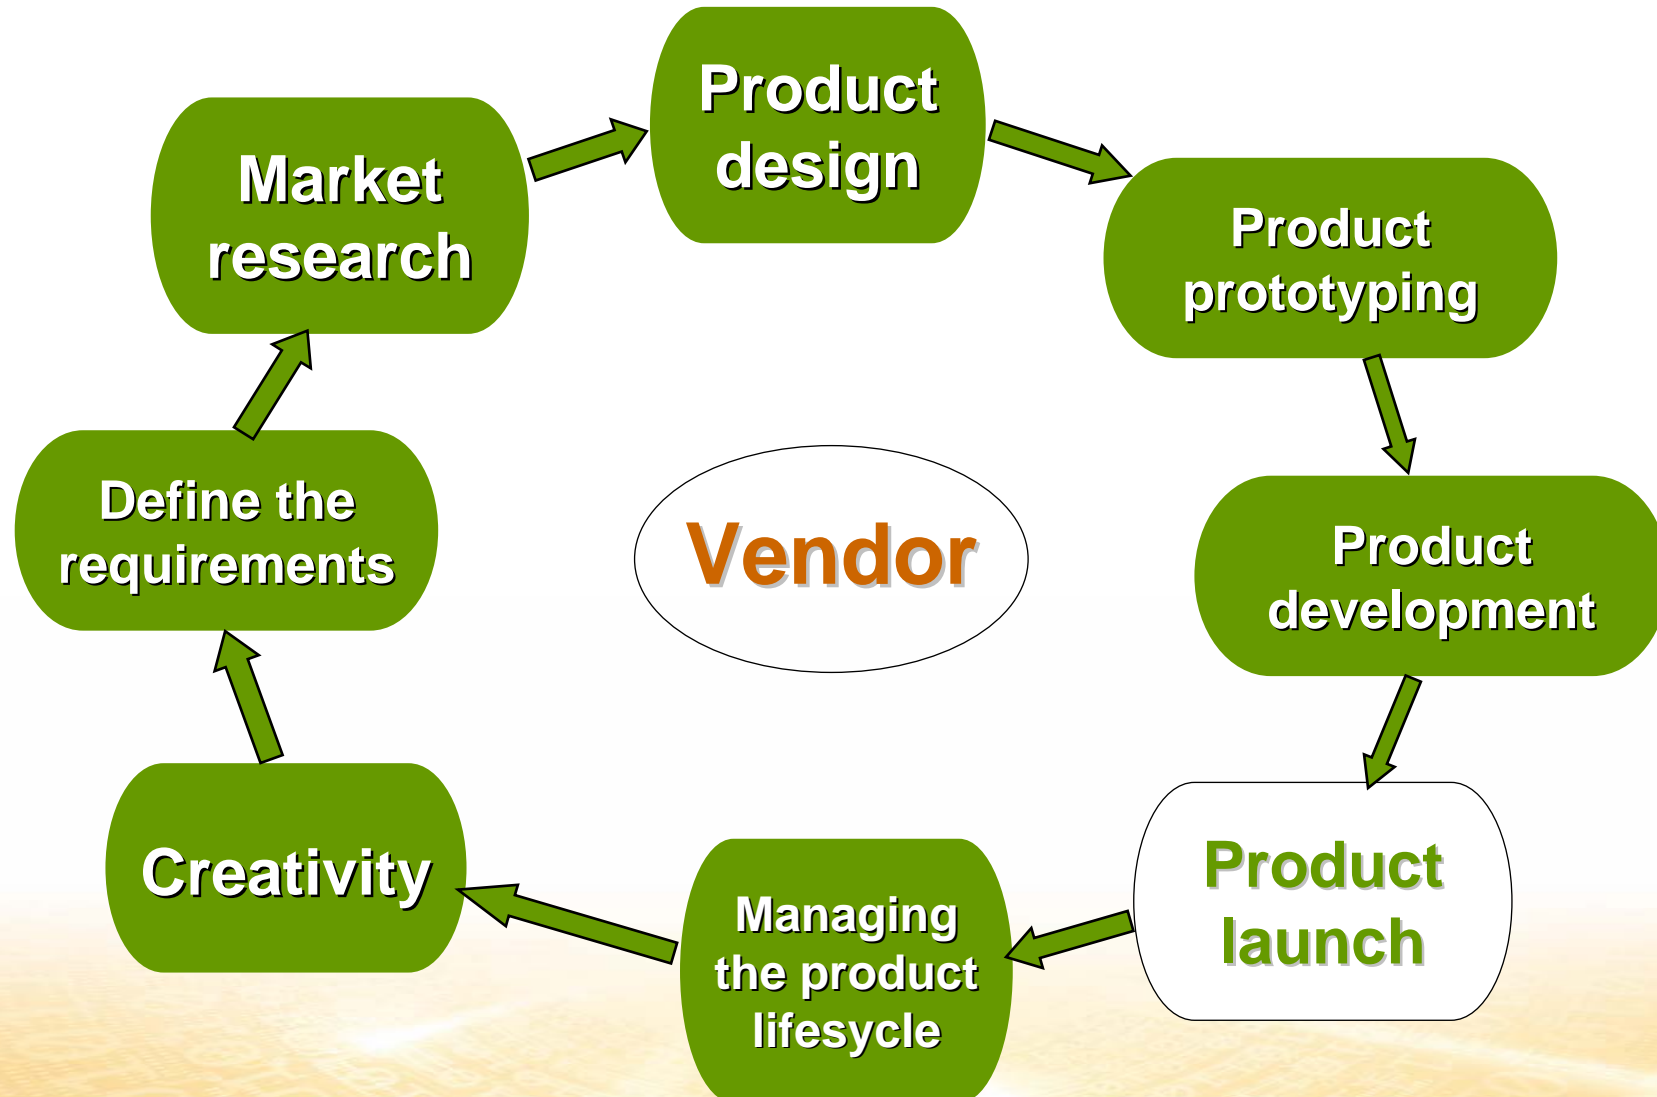 Product
design
Market
research
Product
prototyping
Define the
requirements
Vendor
Product
development
Creativity
Product
launch
Managing
the product
lifesycle